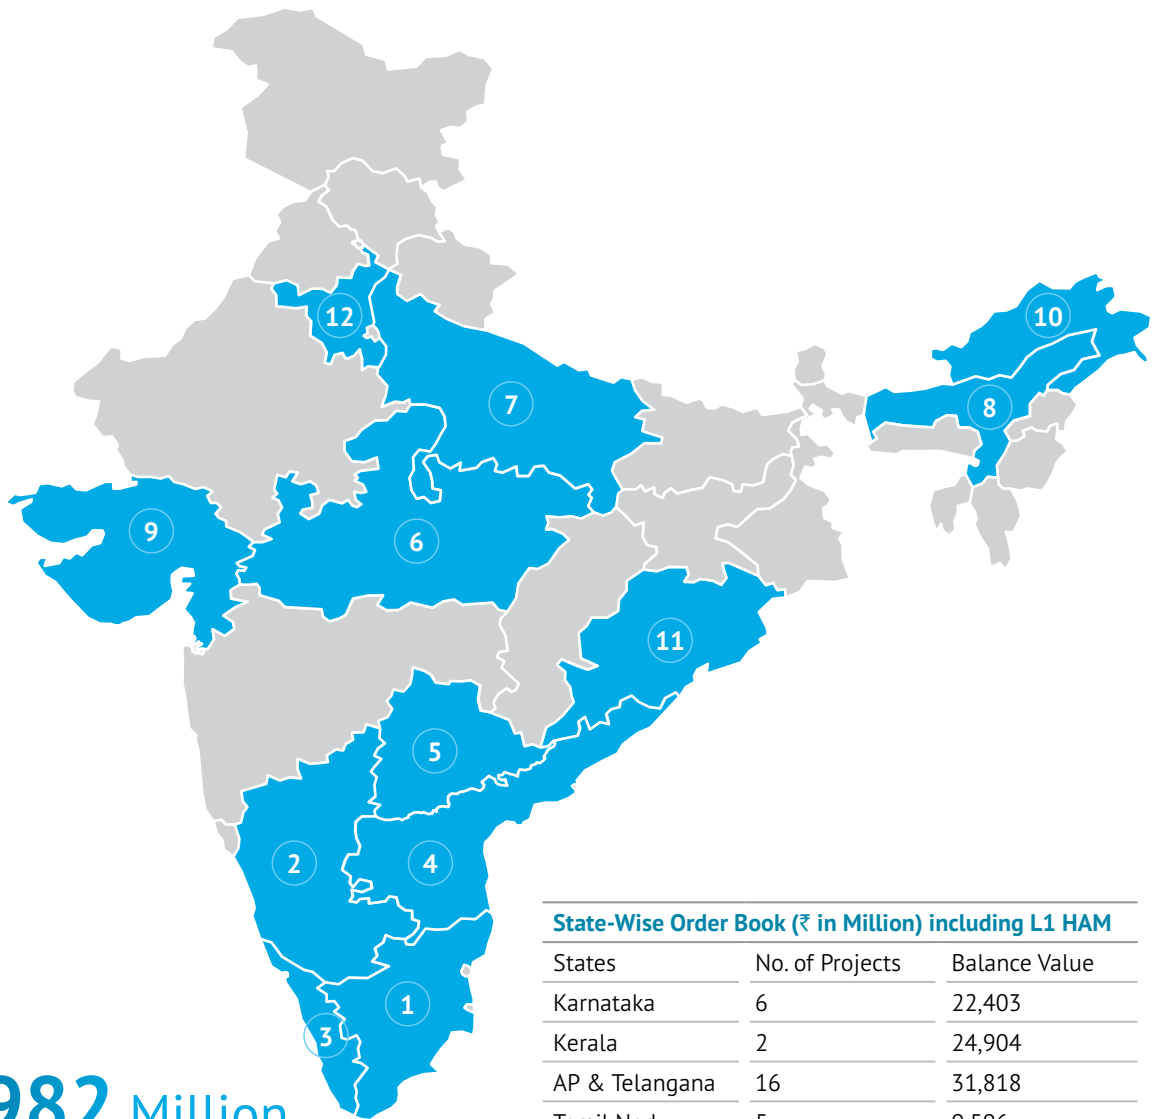 12
10
7
8
9
6
11
5
2
4
1
3
982 Million
State-Wise Order Book (₹ in Million) including L1 HAM
States No. of Projects Balance Value
Karnataka 6 22,403
Kerala 2 24,904
AP & Telangana 16 31,818